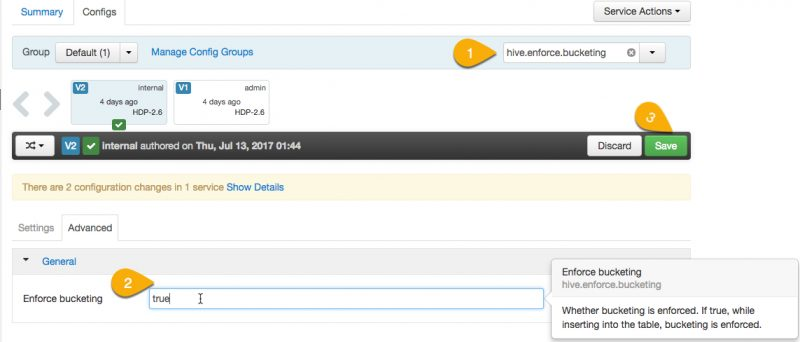 Summary
Configs
Service Actions
Group
Default (1)
Manage Config Groups
1
hive.enforce.bucketing
V2
internal
4 days ago
HDP-2.6
V1
admin
4 days ago
HDP-2.6
3
V2
internal authored on Thu, Jul 13, 2017 01:44
Discard
Save
There are 2 configuration changes in 1 service Show Details
Settings
Advanced
General
2
Enforce bucketing
true
Enforce bucketing
hive.enforce.bucketing
Whether bucketing is enforced. If true, while
inserting into the table, bucketing is enforced.